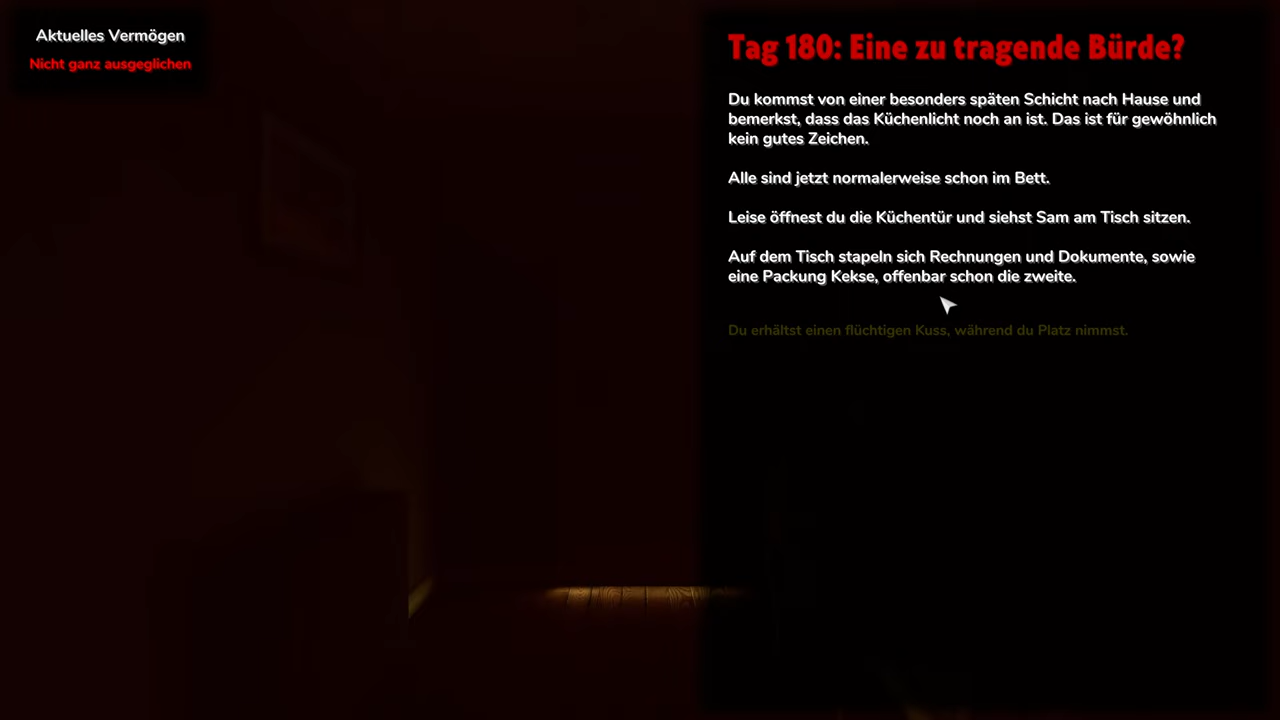 Aktuelles Vermögen
Nicht ganz ausgeglichen
Tag 180: Eine zu tragende Bürde?
Du kommst von einer besonders späten Schicht nach Hause und
bemerkst, dass das Küchenlicht noch an ist. Das ist für gewöhnlich
kein gutes Zeichen.
Alle sind jetzt normalerweise schon im Bett.
Leise öffnest du die Küchentür und siehst Sam am Tisch sitzen.
Auf dem Tisch stapeln sich Rechnungen und Dokumente, sowie
eine Packung Kekse, offenbar schon die zweite.
Du erhältst einen flüchtigen Kuss, während du Platz nimmst.